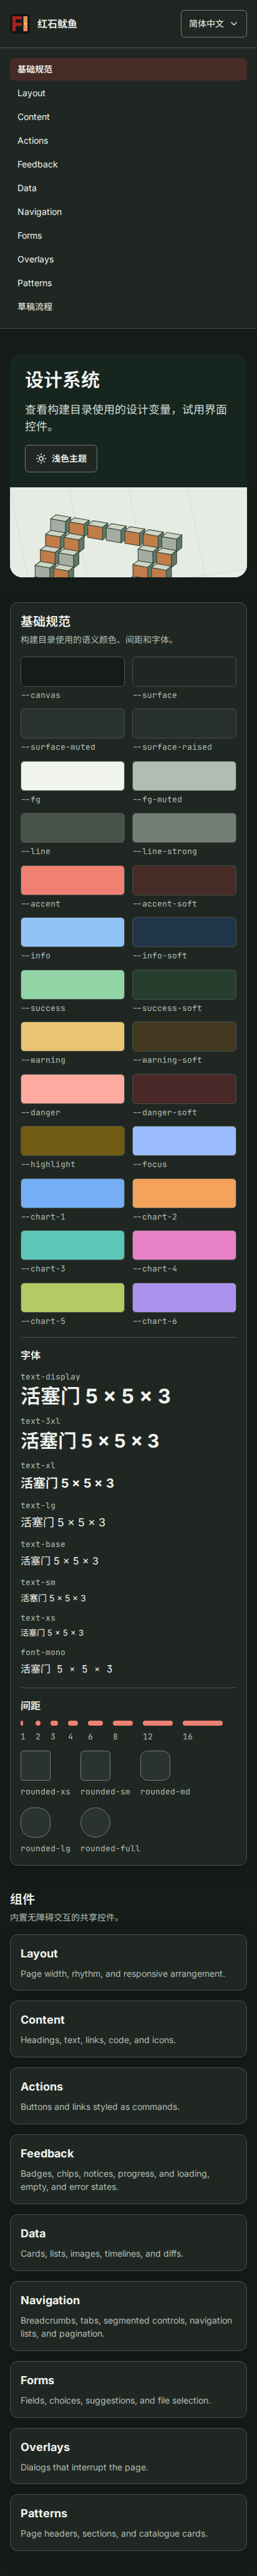 红石鱿鱼
简体中文
基础规范
Layout
Content
Actions
Feedback
Data
Navigation
Forms
Overlays
Patterns
草稿流程
设计系统
查看构建目录使用的设计变量，试用界面
控件。
浅色主题
基础规范
构建目录使用的语义颜色、间距和字体。
--canvas
--surface
--surface-muted
--surface-raised
--fg
--fg-muted
--line
--line-strong
--accent
--accent-soft
--info
--info-soft
--success
--success-soft
--warning
--warning-soft
--danger
--danger-soft
--highlight
--focus
--chart-1
--chart-2
--chart-3
--chart-4
--chart-5
--chart-6
字体
text-display
活塞门 5 × 5 × 3
text-3xl
活塞门 5 × 5 × 3
text-xl
活塞门 5 × 5 × 3
text-lg
活塞门 5 × 5 × 3
text-base
活塞门 5 × 5 × 3
text-sm
活塞门 5 × 5 × 3
text-xs
活塞门 5 × 5 × 3
font-mono
活塞门 5 × 5 × 3
间距
1 2 3 4 6 8 12 16
rounded-xs rounded-sm rounded-md
rounded-lg rounded-full
组件
内置无障碍交互的共享控件。
Layout
Page width, rhythm, and responsive arrangement.
Content
Headings, text, links, code, and icons.
Actions
Buttons and links styled as commands.
Feedback
Badges, chips, notices, progress, and loading,
empty, and error states.
Data
Cards, lists, images, timelines, and diffs.
Navigation
Breadcrumbs, tabs, segmented controls, navigation
lists, and pagination.
Forms
Fields, choices, suggestions, and file selection.
Overlays
Dialogs that interrupt the page.
Patterns
Page headers, sections, and catalogue cards.